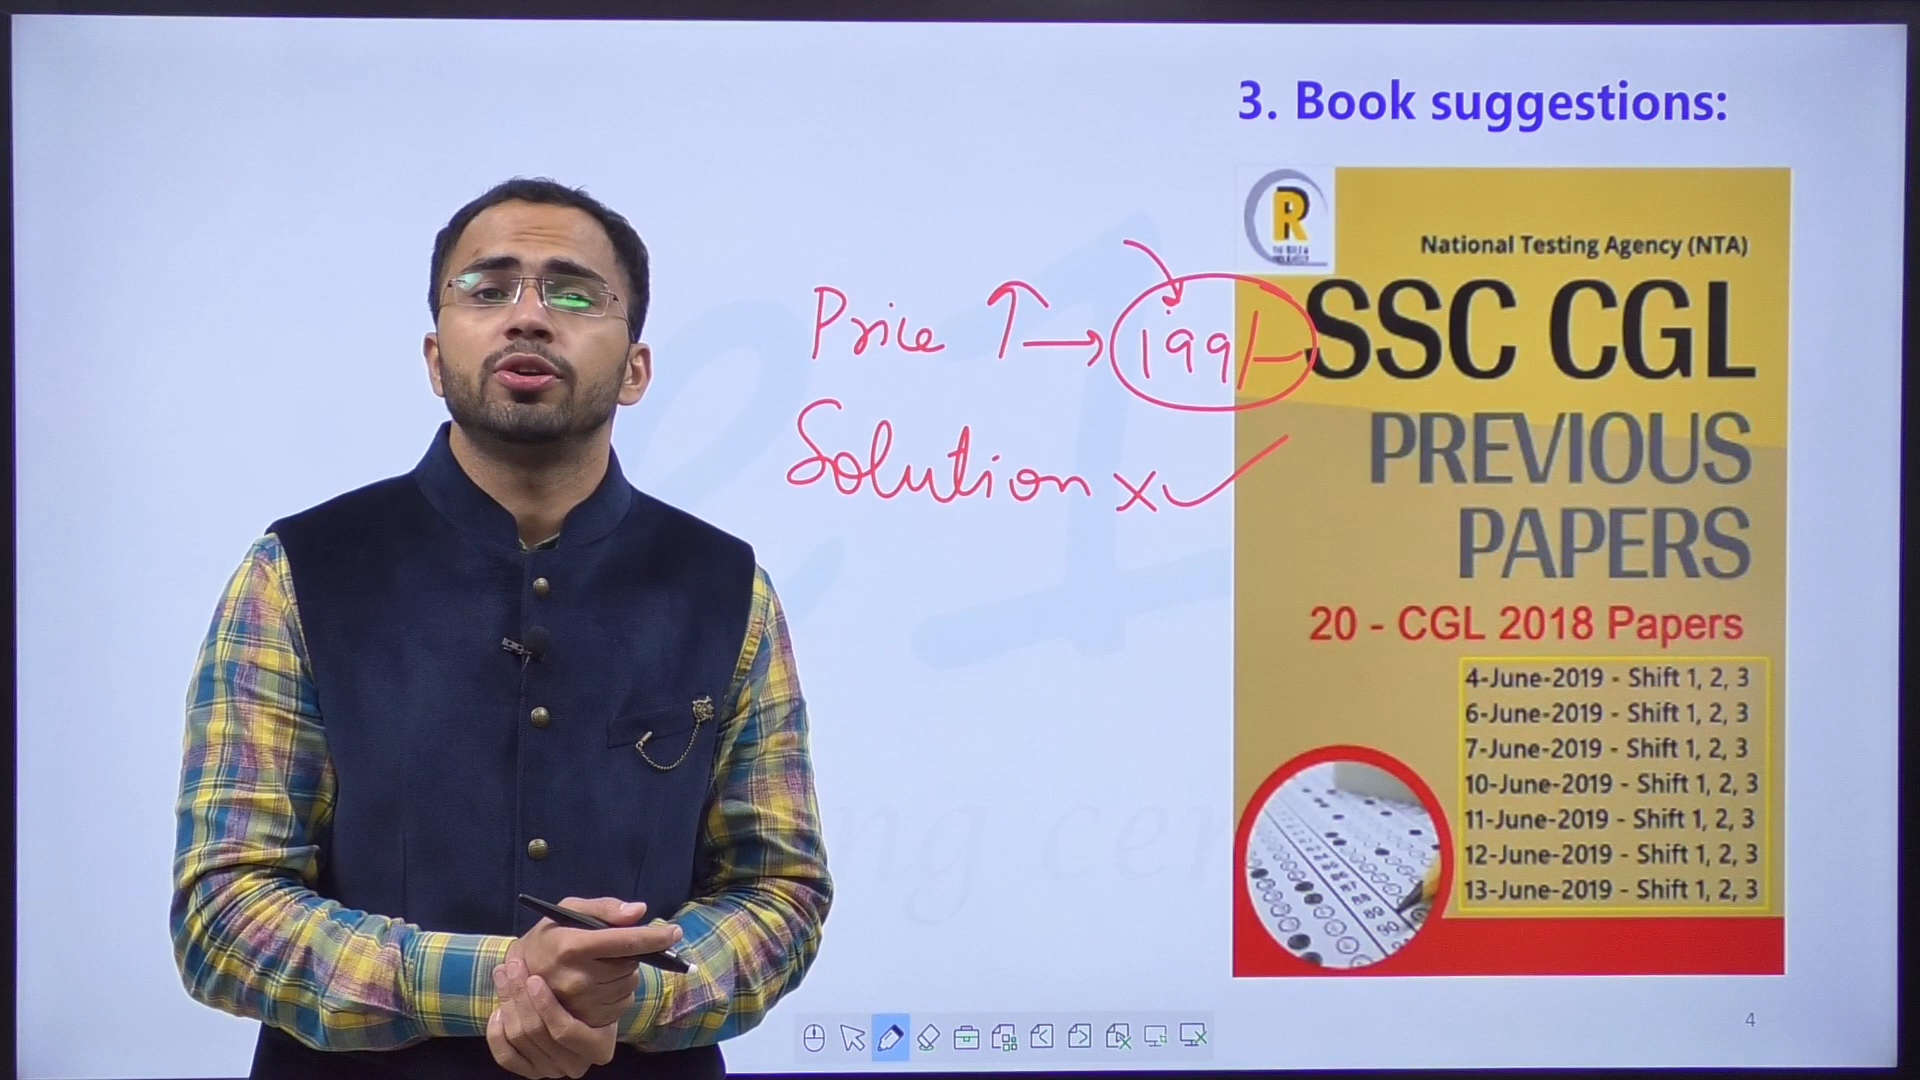 3. Book suggestions:
R
National Testing Agency (NTA)
SSC CGL
PREVIOUS
PAPERS
20 - CGL 2018 Papers
4-June-2019 - Shift 1, 2, 3
6-June-2019 - Shift 1, 2, 3
7-June-2019 - Shift 1, 2, 3
10-June-2019 - Shift 1, 2, 3
11-June-2019 - Shift 1, 2, 3
12-June-2019 - Shift 1, 2, 3
13-June-2019 - Shift 1, 2, 3
Price ↑ → 199/-
Solution × ✓
4